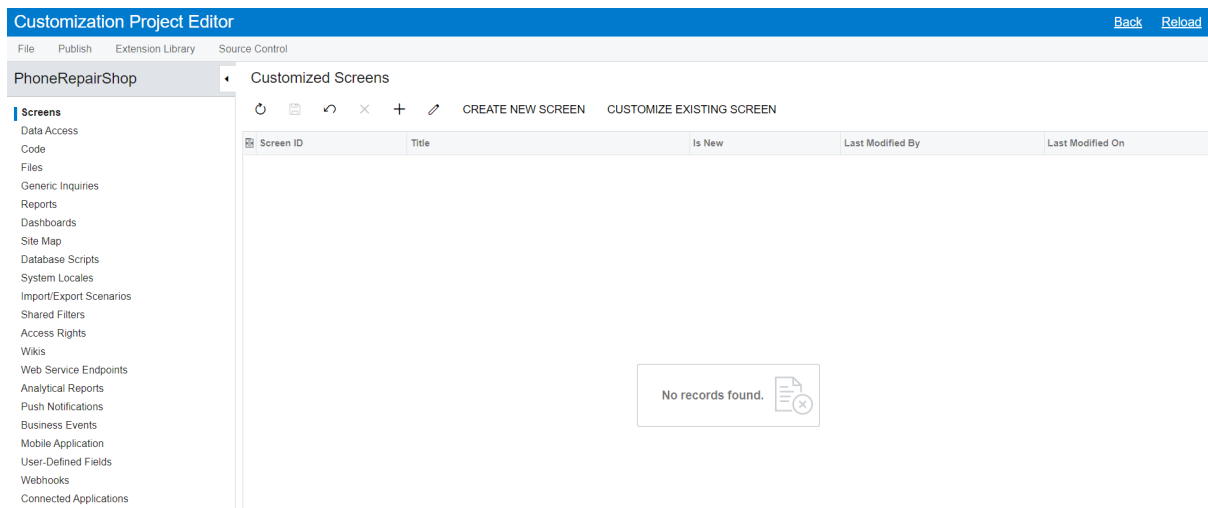 Customization Project Editor Back Reload
File Publish Extension Library Source Control
PhoneRepairShop
Screens
Data Access
Code
Files
Generic Inquiries
Reports
Dashboards
Site Map
Database Scripts
System Locales
Import/Export Scenarios
Shared Filters
Access Rights
Wikis
Web Service Endpoints
Analytical Reports
Push Notifications
Business Events
Mobile Application
User-Defined Fields
Webhooks
Connected Applications
Customized Screens
CREATE NEW SCREEN CUSTOMIZE EXISTING SCREEN
Screen ID Title Is New Last Modified By Last Modified On
No records found.